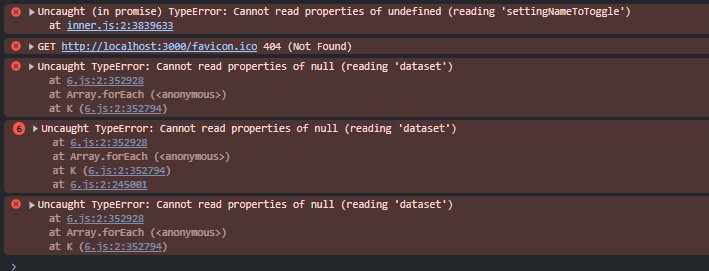 Uncaught (in promise) TypeError: Cannot read properties of undefined (reading 'settingNameToToggle')
at inner.js:2:3839633
GET http://localhost:3000/favicon.ico 404 (Not Found)
Uncaught TypeError: Cannot read properties of null (reading 'dataset')
at 6.js:2:352928
at Array.forEach (<anonymous>)
at K (6.js:2:352794)
6 Uncaught TypeError: Cannot read properties of null (reading 'dataset')
at 6.js:2:352928
at Array.forEach (<anonymous>)
at K (6.js:2:352794)
at 6.js:2:245001
Uncaught TypeError: Cannot read properties of null (reading 'dataset')
at 6.js:2:352928
at Array.forEach (<anonymous>)
at K (6.js:2:352794)